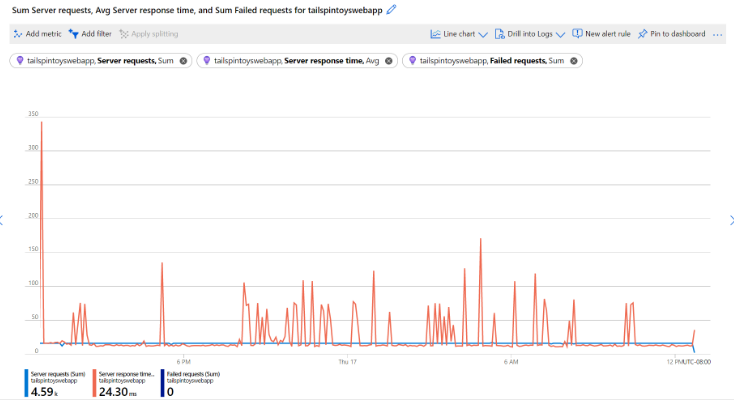 Sum Server requests, Avg Server response time, and Sum Failed requests for tailspintoyswebapp
Add metric Add filter Apply splitting Line chart Drill into Logs New alert rule Pin to dashboard ...
tailspintoyswebapp, Server requests, Sum tailspintoyswebapp, Server response time, Avg tailspintoyswebapp, Failed requests, Sum
350
300
250
200
150
100
50
0
6 PM Thu 17 6 AM 12 PM UTC-08:00
Server requests (Sum) Server response time... Failed requests (Sum)
tailspintoyswebapp tailspintoyswebapp tailspintoyswebapp
4.59 k 24.30 ms 0